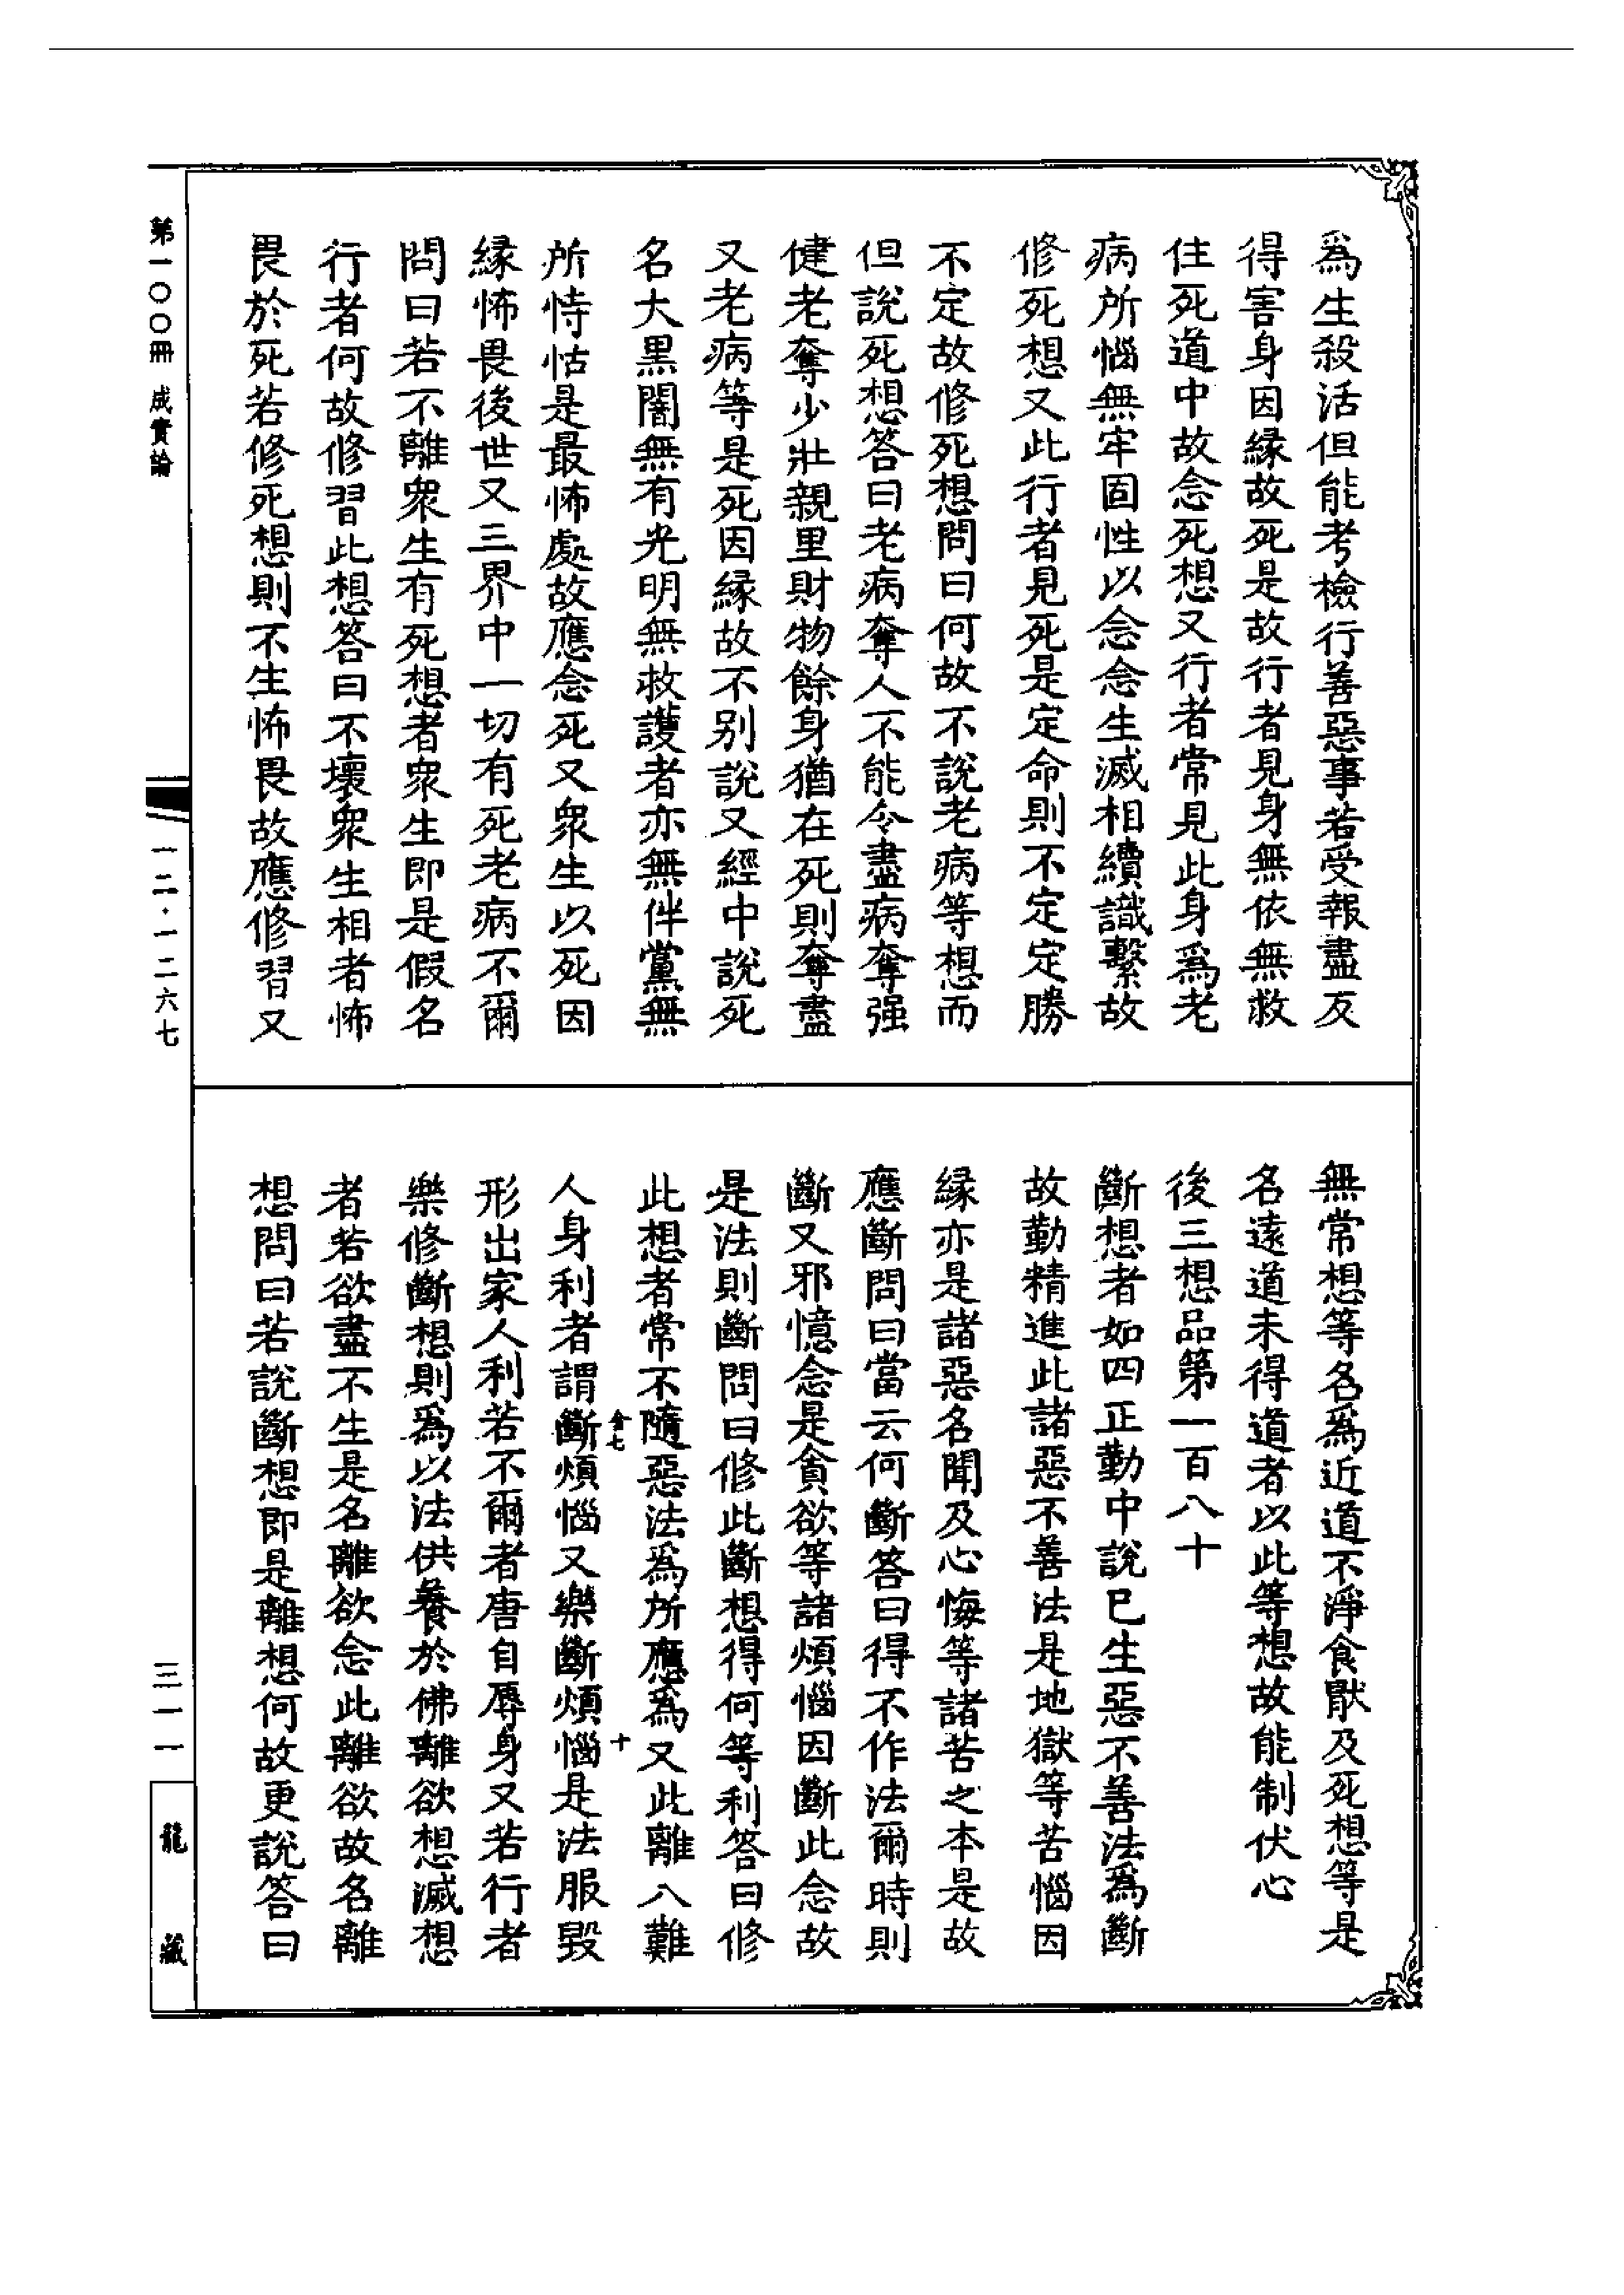 爲生殺活但能考檢行善惡事若受報盡友
得害身因緣故死是故行者見身無依無救
住死道中故念死想又行者常見此身爲老
病所惱無牢固性以念念生滅相續識繫故
修死想又此行者見死是定命則不定定勝
不定故修死想問曰何故不說老病等想而
但說死想答曰老病奪人不能令盡病奪强
健老奪少壯親里財物餘身猶在死則奪盡
又老病等是死因緣故不別說又經中說死
名大黑闇無有光明無救護者亦無伴黨無
所恃怙是最怖處故應念死又衆生以死因
緣怖畏後世又三界中一切有死老病不爾
問曰若不離衆生有死想者衆生即是假名
行者何故修習此想答曰不壞衆生相者怖
畏於死若修死想則不生怖畏故應修習又
無常想等名爲近道不淨食厭及死想等是
名遠道未得道者以此等想故能制伏心
後三想品第一百八十
斷想者如四正勤中說已生惡不善法爲斷
故勤精進此諸惡不善法是地獄等苦惱因
緣亦是諸惡名聞及心悔等諸苦之本是故
應斷問曰當云何斷答曰得不作法爾時則
斷又邪憶念是貪欲等諸煩惱因斷此念故
是法則斷問曰修此斷想得何等利答曰修
此想者常不隨惡法爲所應爲又此離八難
人身利者謂斷煩惱又樂斷煩惱是法服毀
形出家人利若不爾者唐自辱身又若行者
樂修斷想則爲以法供養於佛離欲想滅想
者若欲盡不生是名離欲念此離欲故名離
想問曰若說斷想即是離想何故更說答曰
第一〇〇冊 成實論
一二·一二六七
三一一
龍藏
十